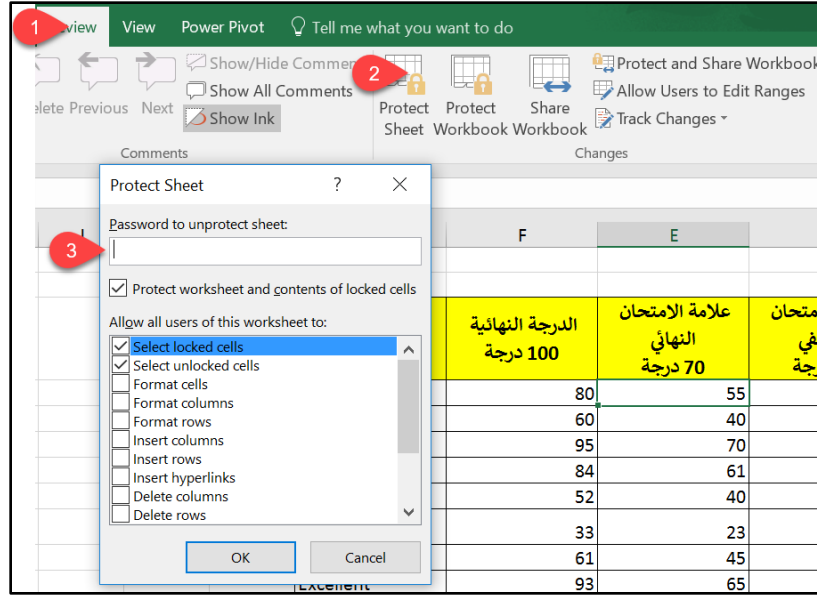 1
View
Power Pivot
Tell me what you want to do
2
Show/Hide
Show All Comments
Show Ink
Previous
Next
Comments
Protect Sheet
Protect Workbook
Share Workbook
Protect and Share Workbook
Allow Users to Edit Ranges
Track Changes
Changes
Protect Sheet
?
Password to unprotect sheet:
3
Protect worksheet and contents of locked cells
Allow all users of this worksheet to:
Select locked cells
Select unlocked cells
Format cells
Format columns
Format rows
Insert columns
Insert rows
Insert hyperlinks
Delete columns
Delete rows
OK
Cancel
F
E
الدرجة النهائية
100 درجة
علامة الامتحان
النهائي
70 درجة
80
55
60
40
95
70
84
61
52
40
33
23
61
45
Excellent
93
65